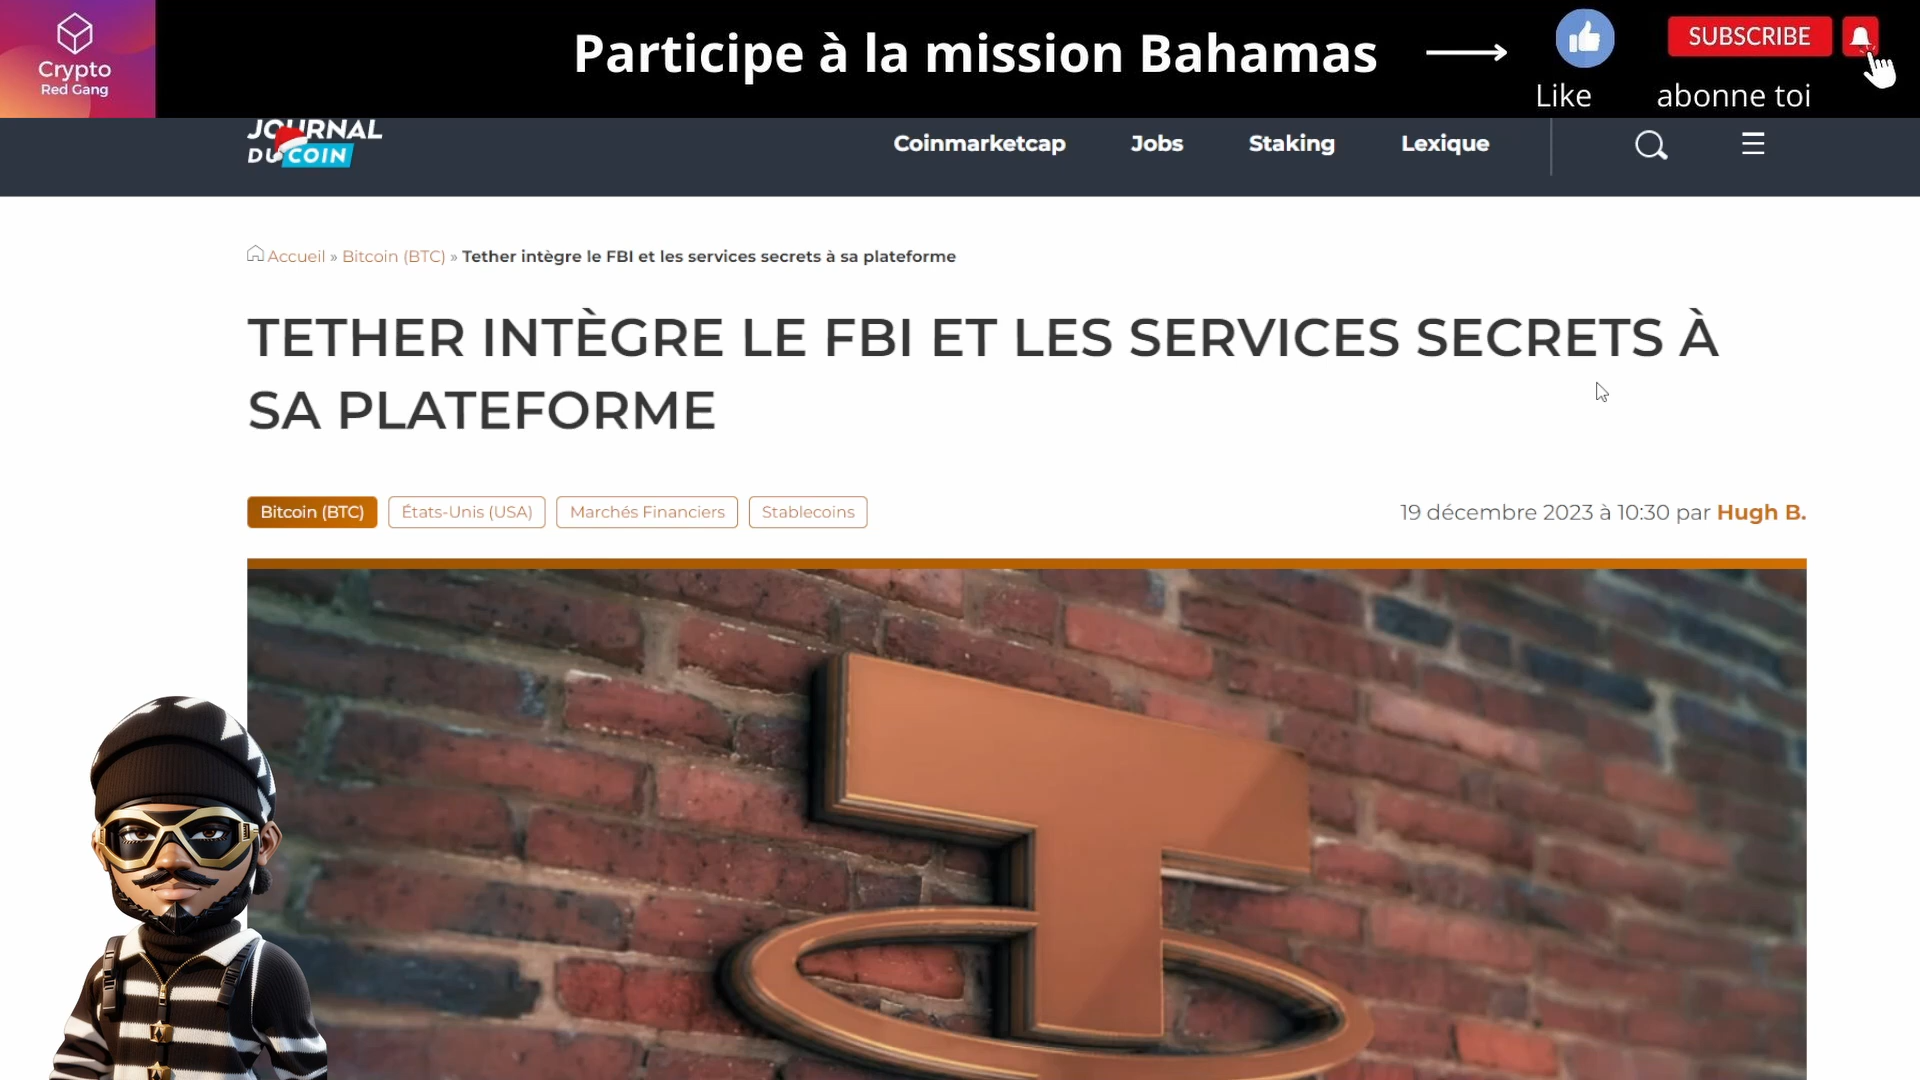 Crypto
Red Gang
Participe à la mission Bahamas
SUBSCRIBE
Like
abonne toi
JOURNAL
DU COIN
Coinmarketcap
Jobs
Staking
Lexique
Accueil » Bitcoin (BTC) » Tether intègre le FBI et les services secrets à sa plateforme
TETHER INTÈGRE LE FBI ET LES SERVICES SECRETS À
SA PLATEFORME
Bitcoin (BTC)
États-Unis (USA)
Marchés Financiers
Stablecoins
19 décembre 2023 à 10:30 par Hugh B.